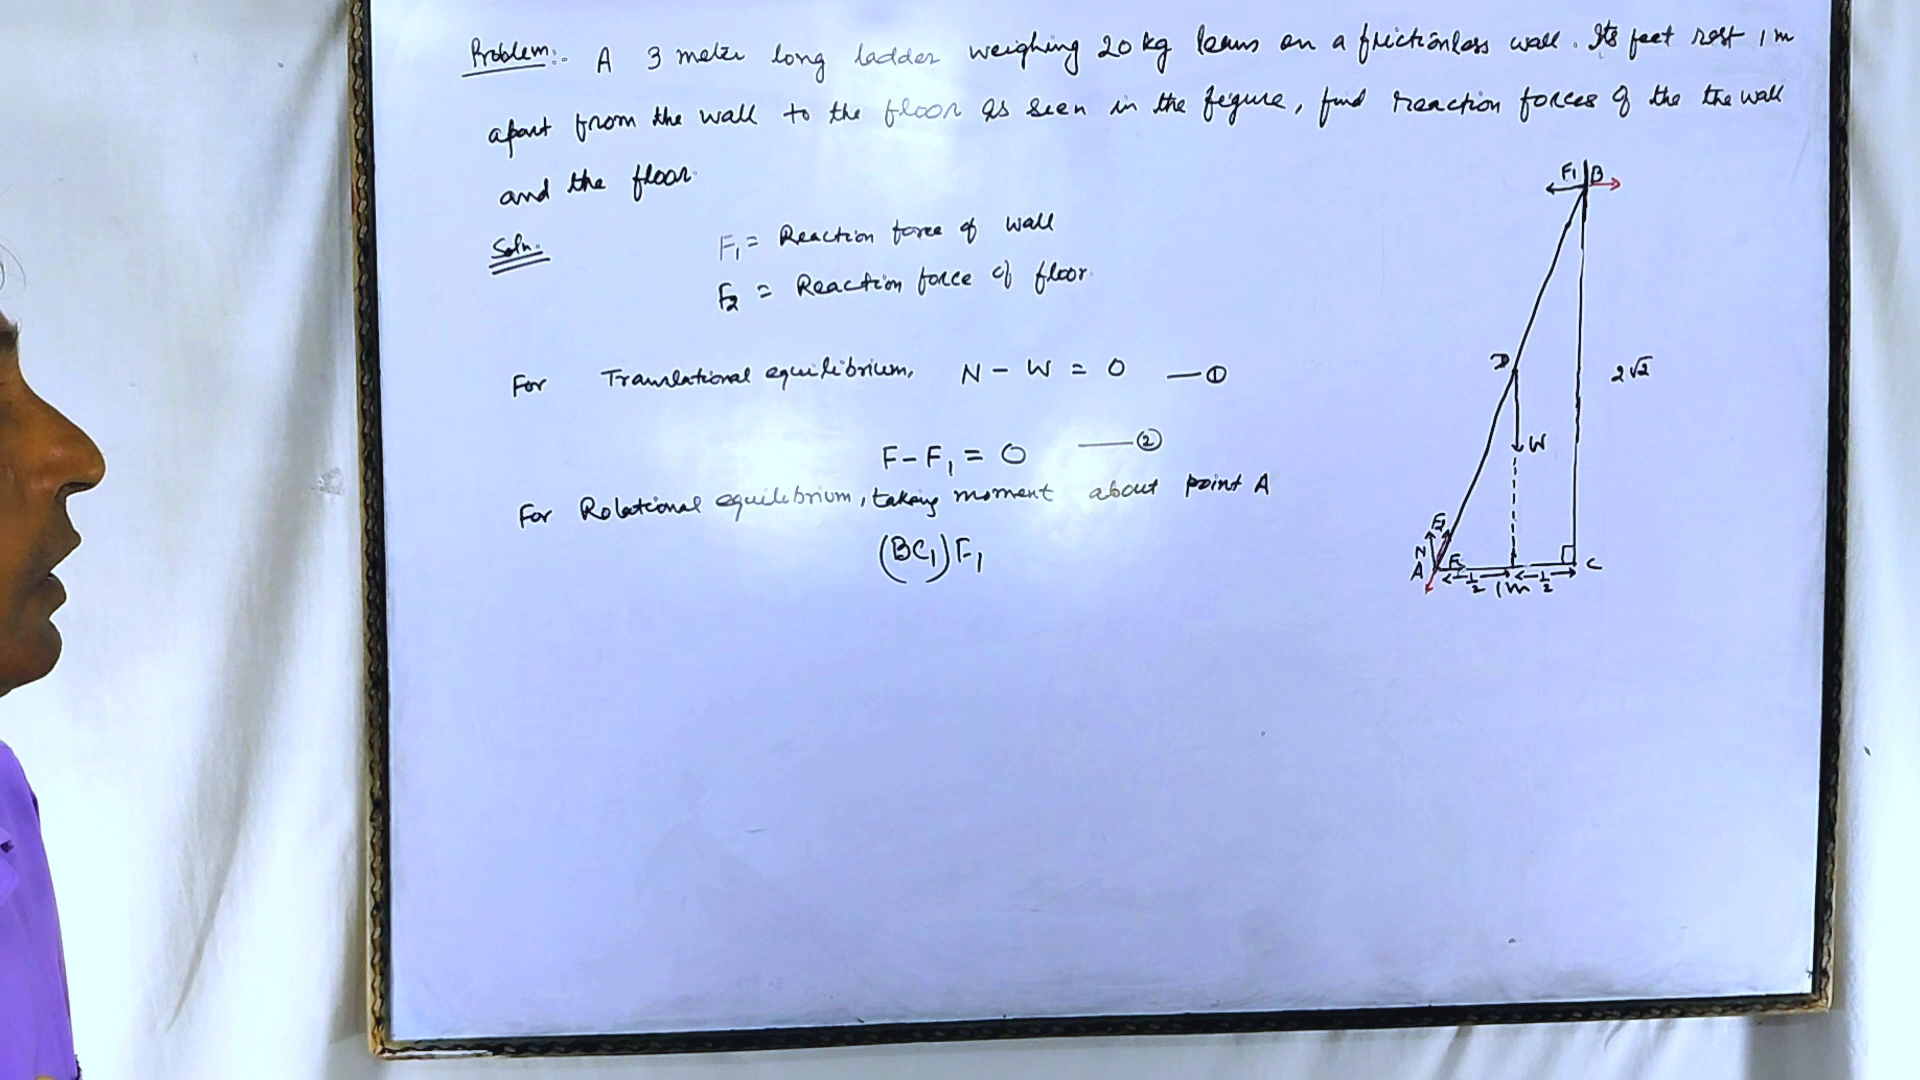 Problem:- A 3 meter long ladder weighing 20 kg leans on a frictionless wall. Its feet rest 1 m
apart from the wall to the floor as seen in the figure, find reaction forces of the the wall
and the floor.
Soln.
F₁ = Reaction force of wall
F₂ = Reaction force of floor.
For Translational equilibrium, N - W = 0 —①
F - F₁ = 0 —②
For Rotational equilibrium, taking moment about point A
(BC₁) F₁
F₁ B
D
2√2
W
F₂
N
A F C
1/2 1m 1/2